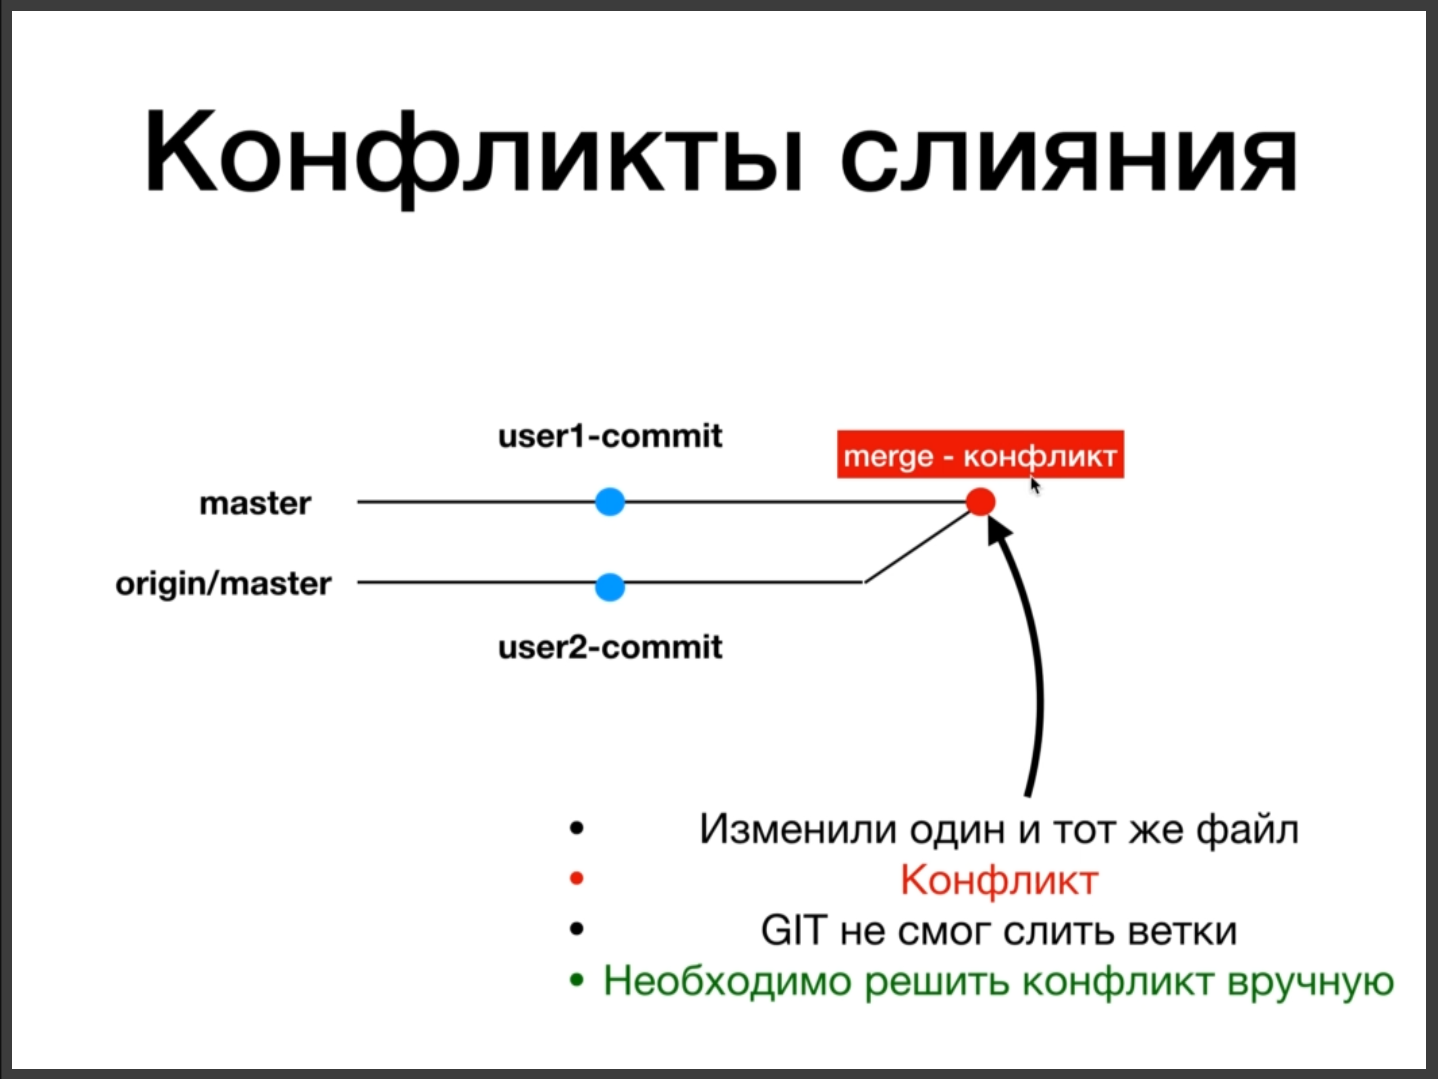 Конфликты слияния
user1-commit
merge - конфликт
master
origin/master
user2-commit
• Изменили один и тот же файл
• Конфликт
• GIT не смог слить ветки
• Необходимо решить конфликт вручную